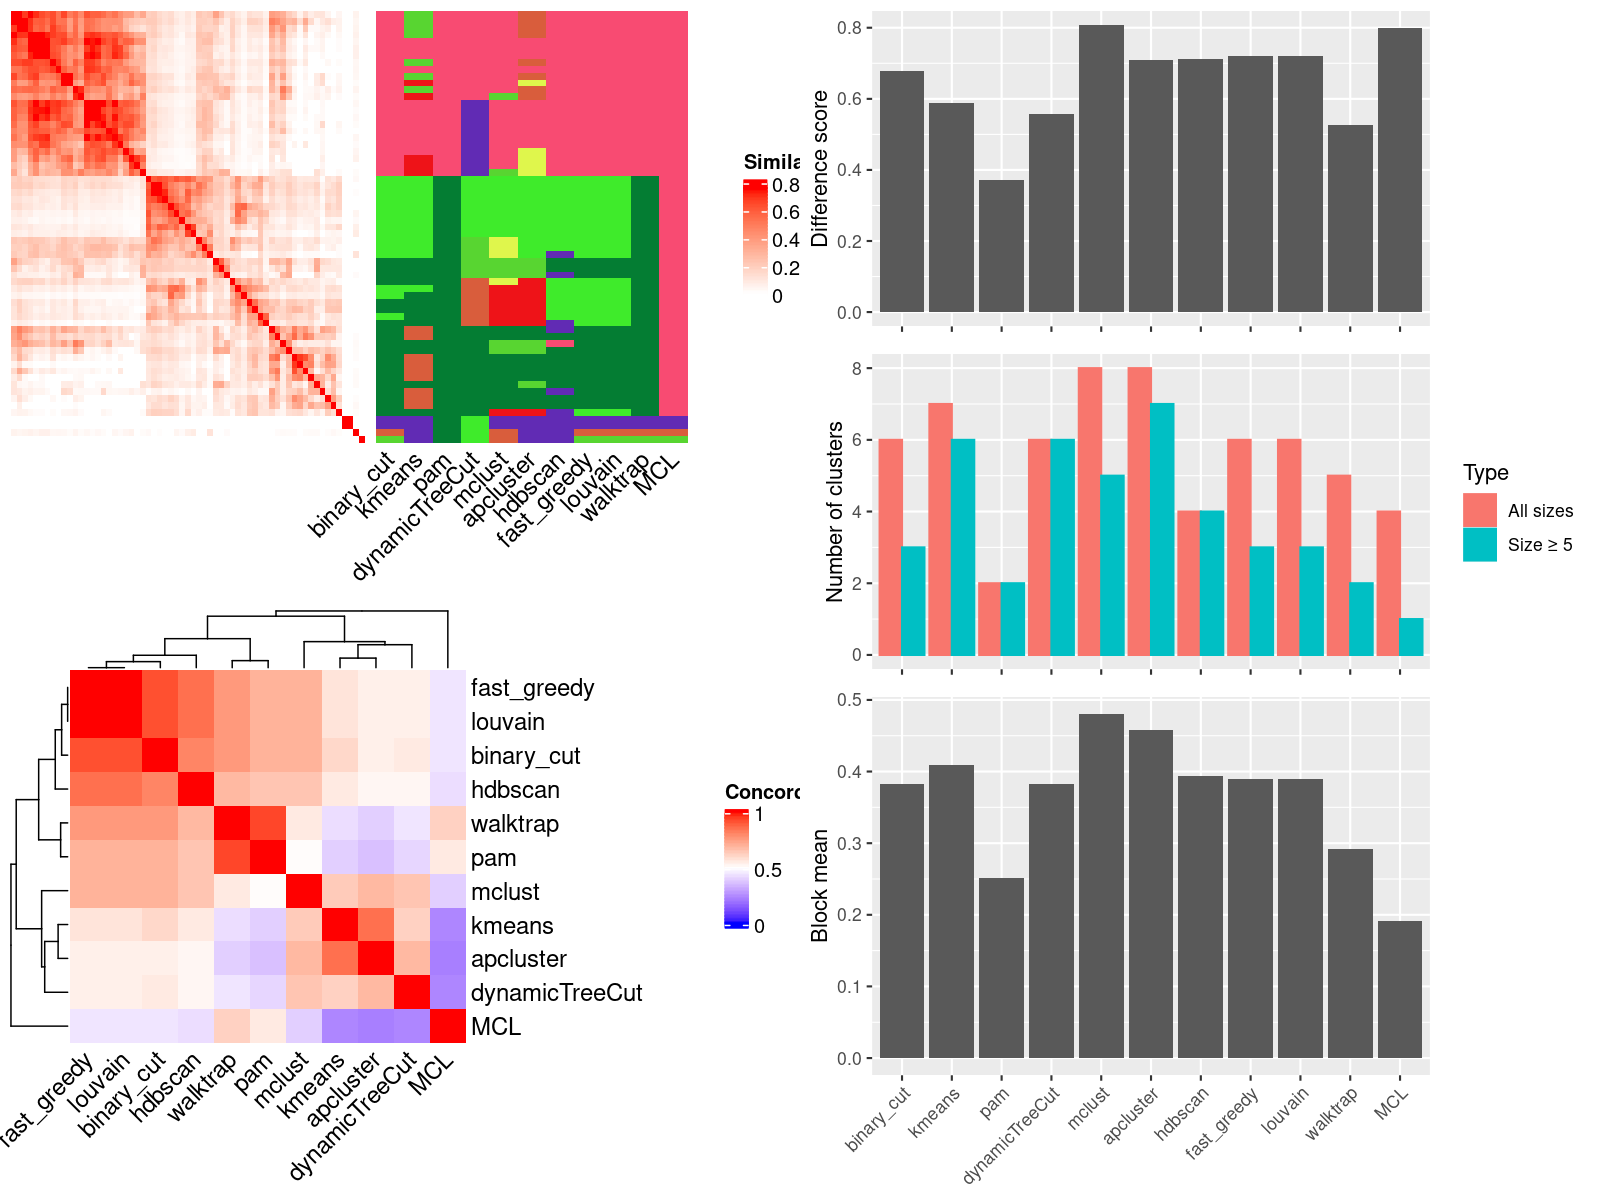 Simila
0.8
0.6
0.4
0.2
0
binary_cut
kmeans
pam
dynamicTreeCut
mclust
apcluster
hdbscan
fast_greedy
louvain
walktrap
MCL
Difference score
0.8
0.6
0.4
0.2
0.0
Number of clusters
8
6
4
2
0
Type
All sizes
Size ≥ 5
fast_greedy
louvain
binary_cut
hdbscan
walktrap
pam
mclust
kmeans
apcluster
dynamicTreeCut
MCL
fast_greedy
louvain
binary_cut
hdbscan
walktrap
pam
mclust
kmeans
apcluster
dynamicTreeCut
MCL
Concord
1
0.5
0
Block mean
0.5
0.4
0.3
0.2
0.1
0.0
binary_cut
kmeans
pam
dynamicTreeCut
mclust
apcluster
hdbscan
fast_greedy
louvain
walktrap
MCL